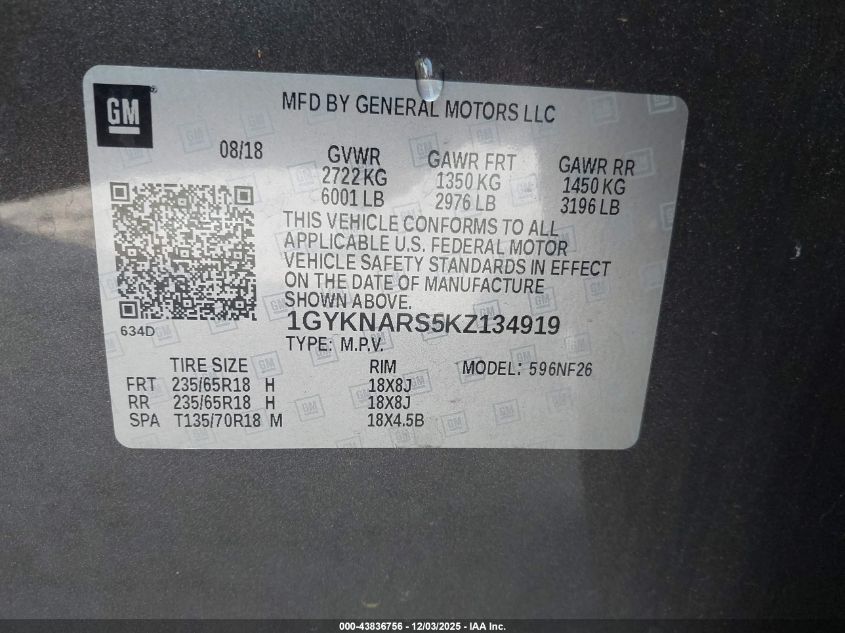 GM
MFD BY GENERAL MOTORS LLC
08/18 GVWR GAWR FRT GAWR RR
2722 KG 1350 KG 1450 KG
6001 LB 2976 LB 3196 LB
THIS VEHICLE CONFORMS TO ALL
APPLICABLE U.S. FEDERAL MOTOR
VEHICLE SAFETY STANDARDS IN EFFECT
ON THE DATE OF MANUFACTURE
SHOWN ABOVE.
634D
1GYKNARS5KZ134919
TYPE: M.P.V.
TIRE SIZE RIM MODEL: 596NF26
FRT 235/65R18 H 18X8J
RR 235/65R18 H 18X8J
SPA T135/70R18 M 18X4.5B
000-43836756 - 12/03/2025 - IAA Inc.